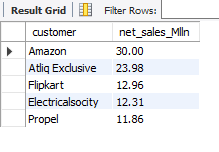 Result Grid Filter Rows:
customer net_sales_Mlln
Amazon 30.00
Atliq Exclusive 23.98
Flipkart 12.96
Electricalsocity 12.31
Propel 11.86